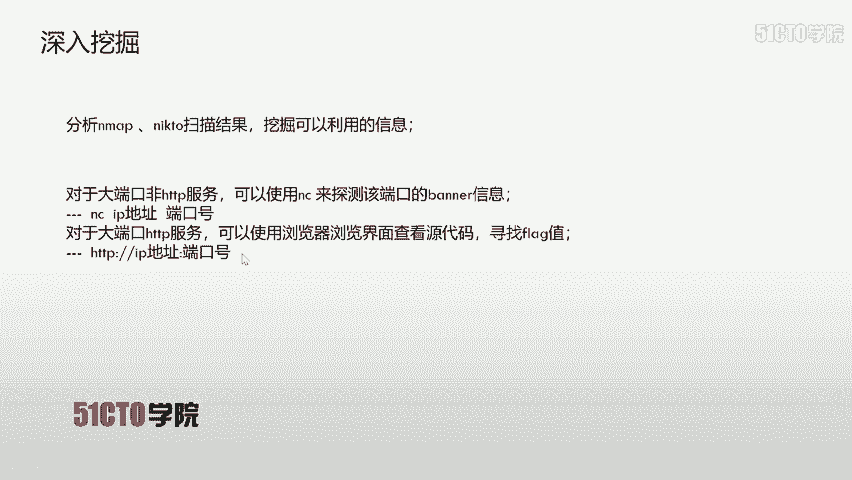 深入挖掘
51CTO学院
分析nmap 、nikto扫描结果，挖掘可以利用的信息；
对于大端口非http服务，可以使用nc 来探测该端口的banner信息；
--- nc ip地址 端口号
对于大端口http服务，可以使用浏览器浏览界面查看源代码，寻找flag值；
--- http://ip地址:端口号
51CTO学院